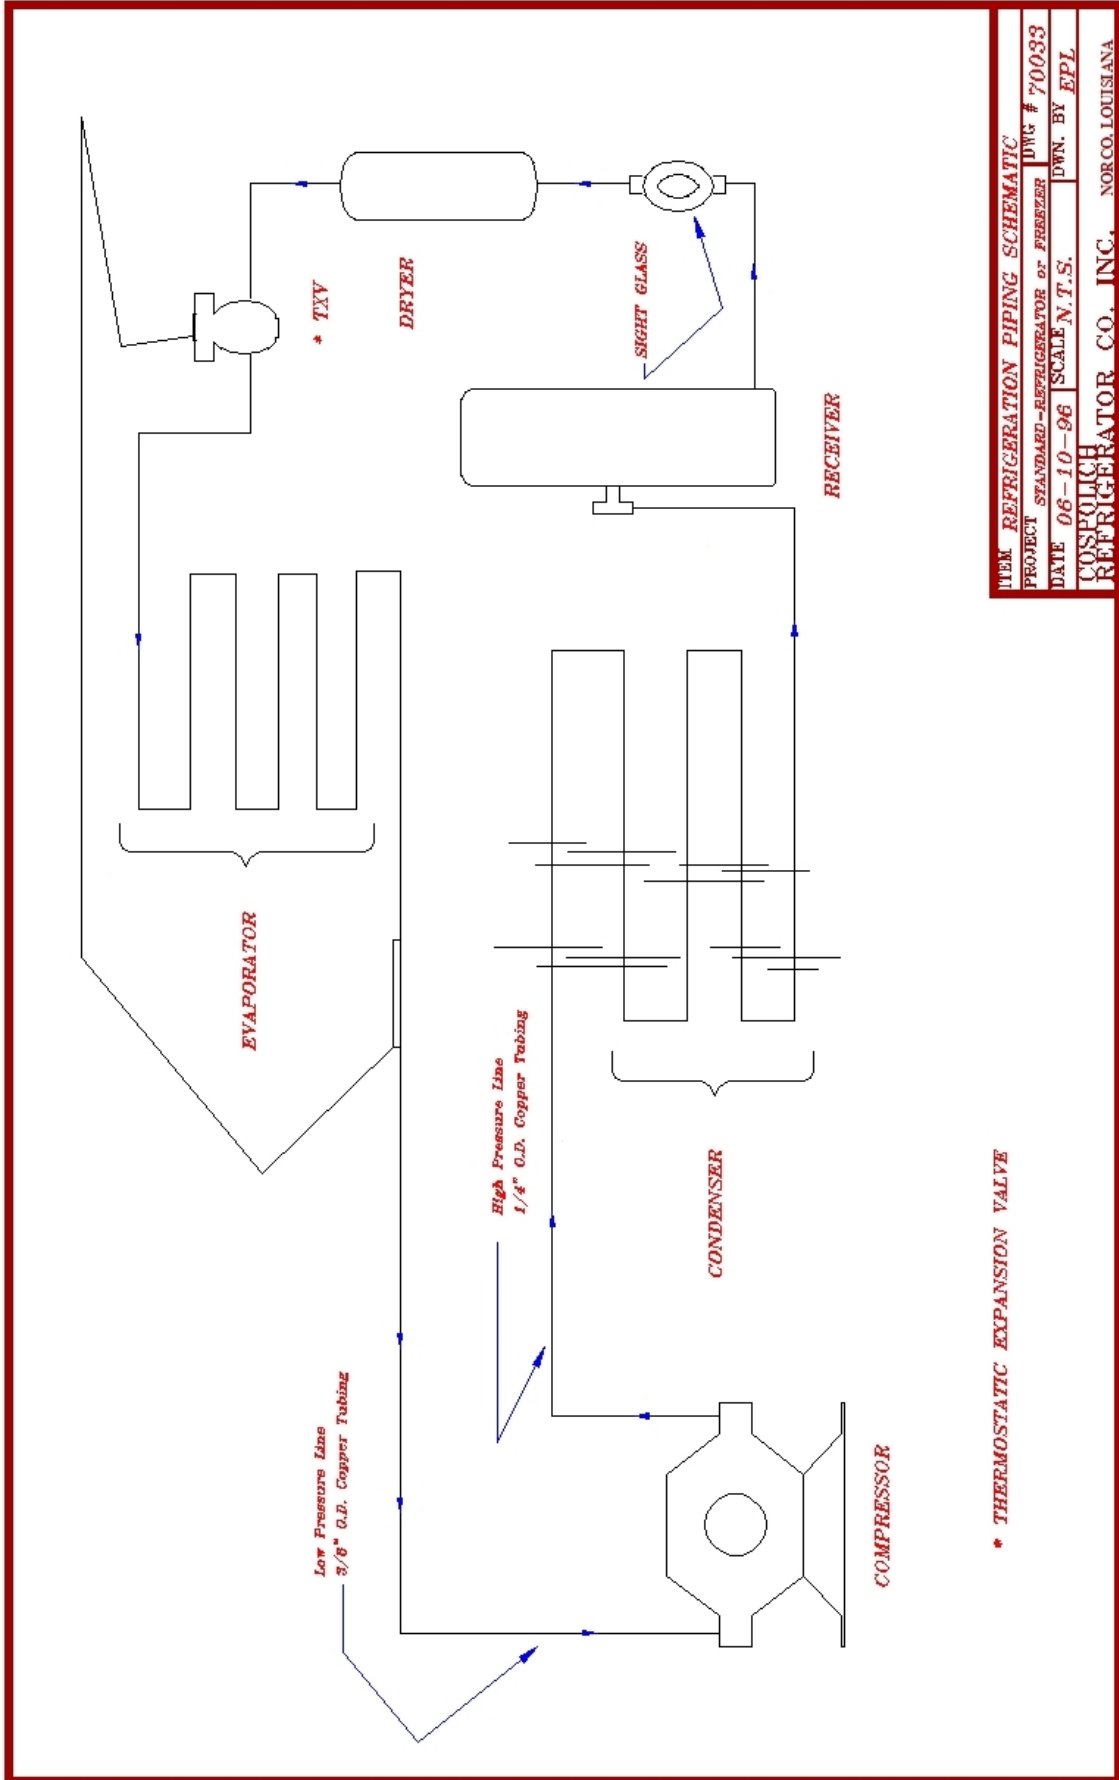 * TXV
DRYER
SIGHT GLASS
RECEIVER
EVAPORATOR
High Pressure Line
1/4" O.D. Copper Tubing
CONDENSER
Low Pressure Line
3/8" O.D. Copper Tubing
COMPRESSOR
* THERMOSTATIC EXPANSION VALVE
ITEM REFRIGERATION PIPING SCHEMATIC
PROJECT STANDARD-REFRIGERATOR or FREEZER DWG # 70033
DATE 06-10-96 SCALE N.T.S. DWN. BY EPL
COSPOLICH
REFRIGERATOR CO. INC. NORCO, LOUISIANA